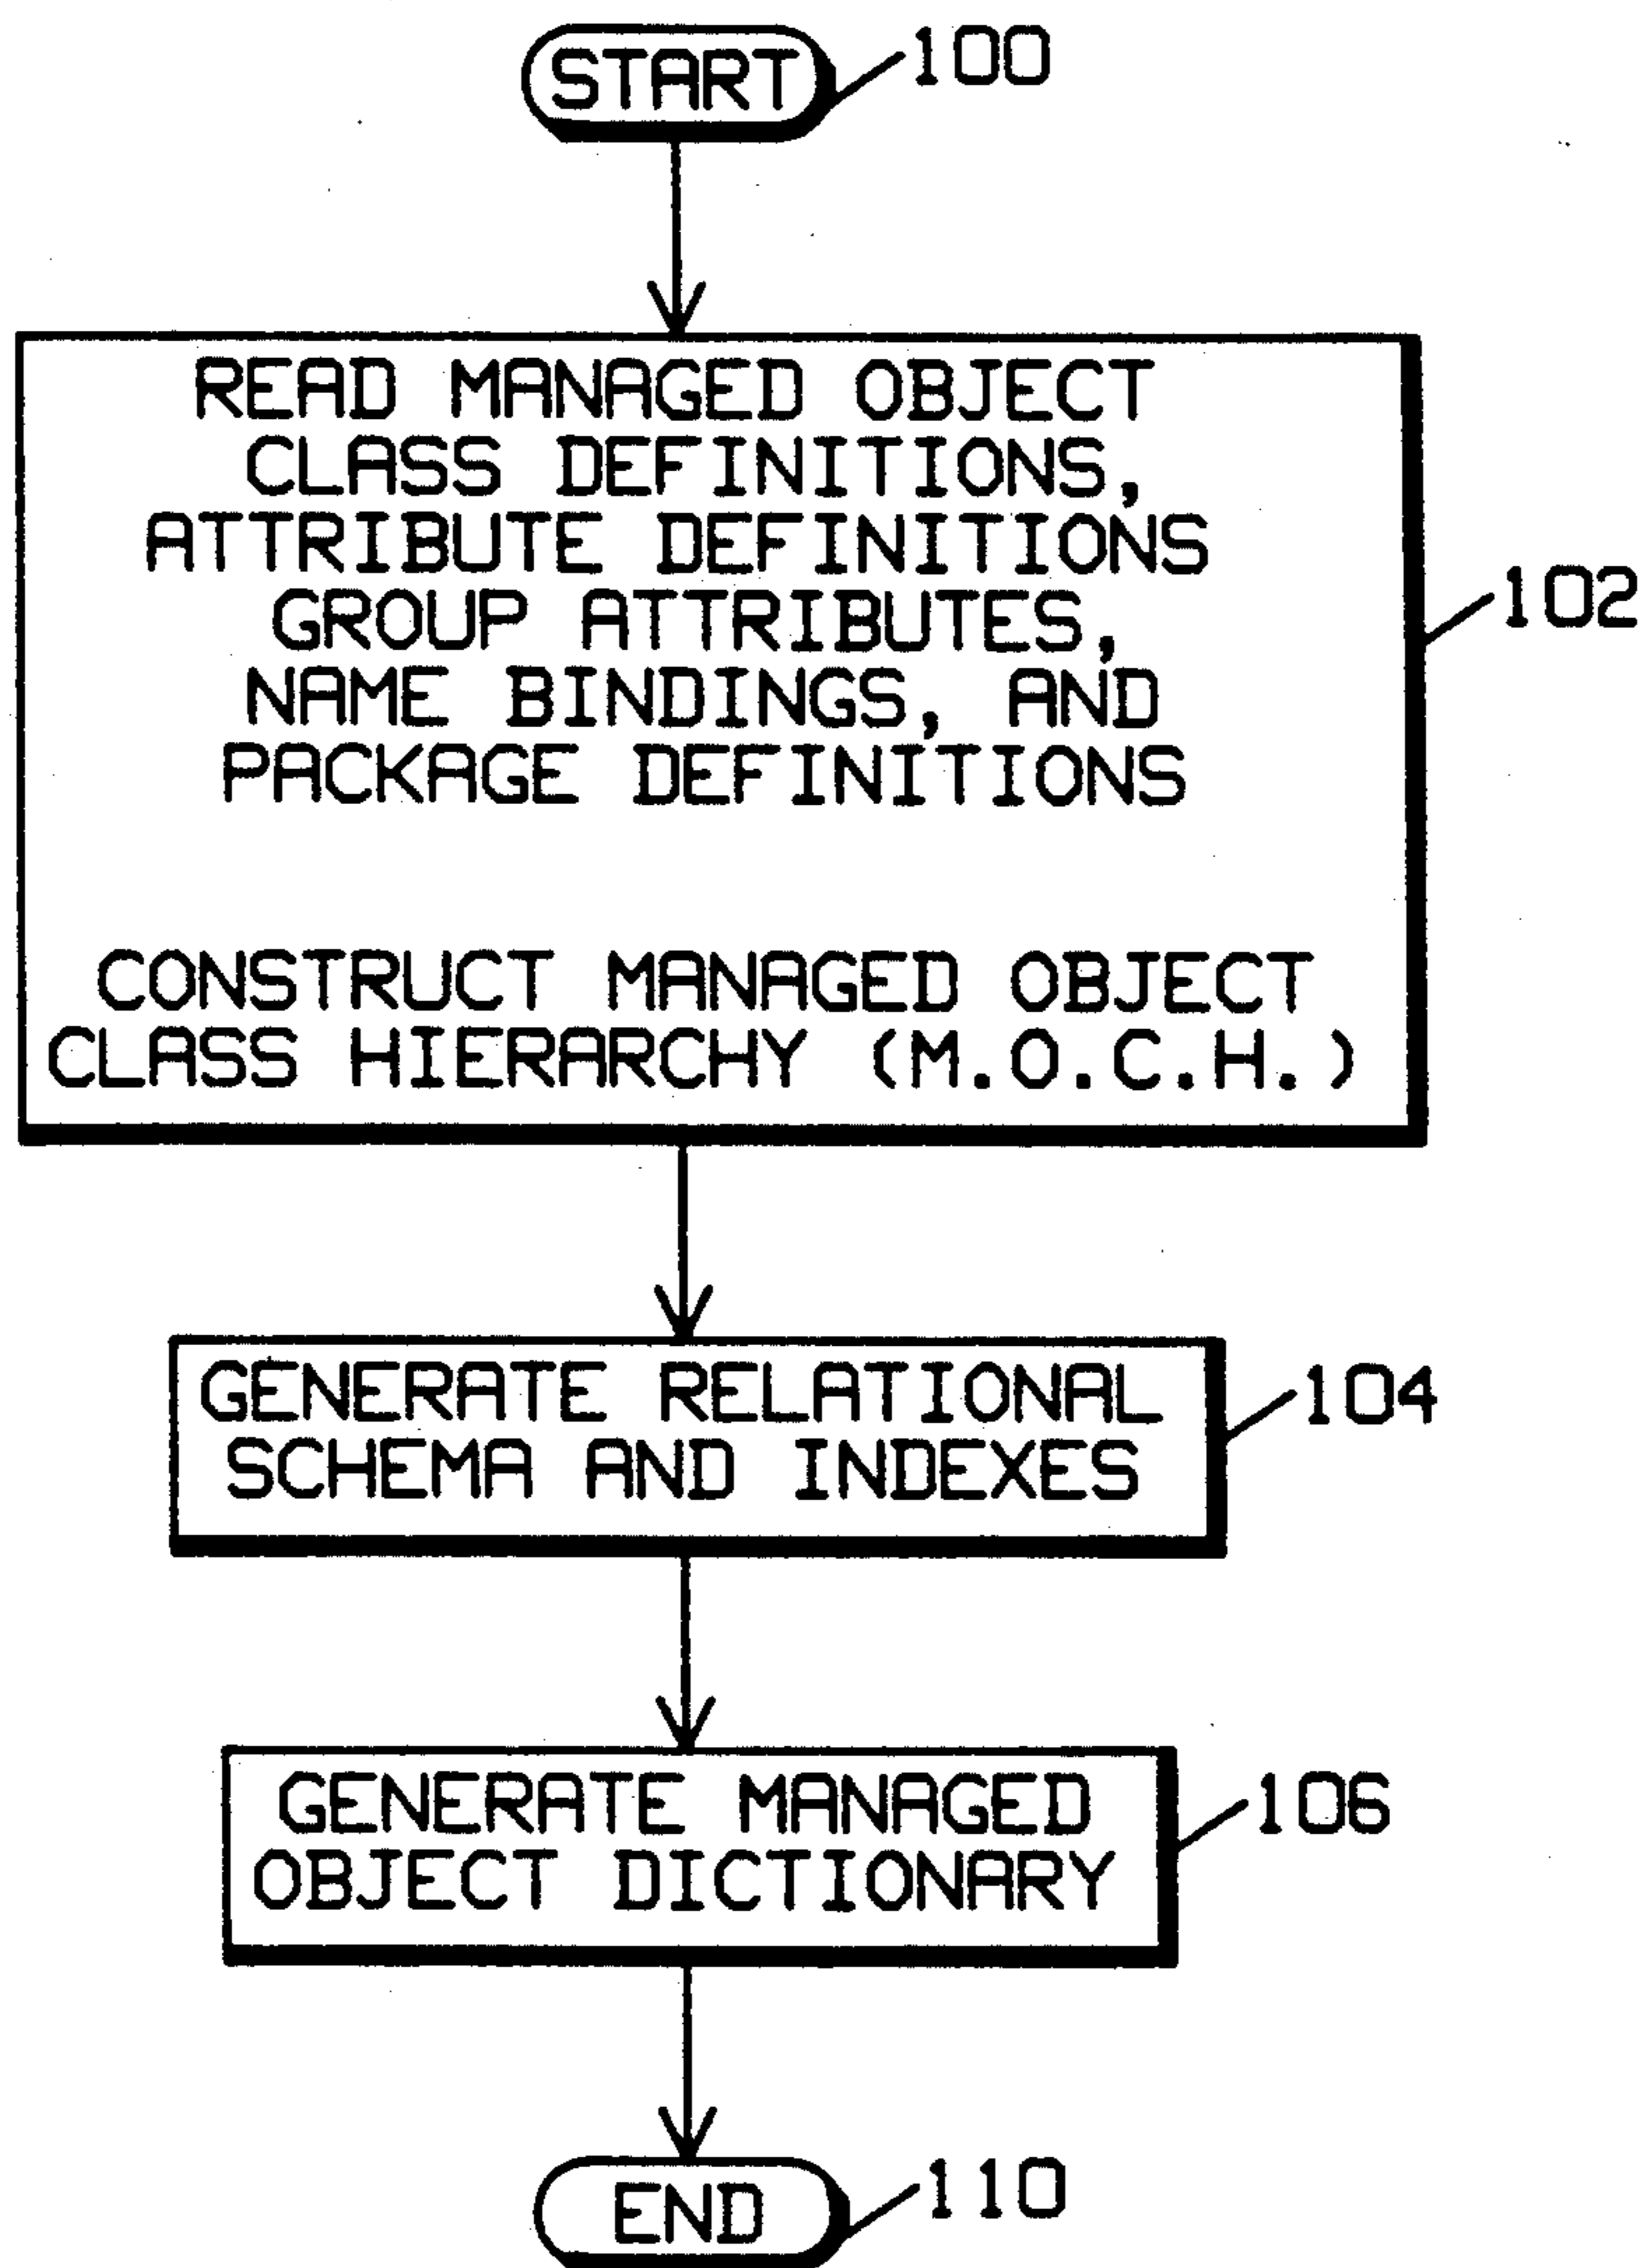 START
100
READ MANAGED OBJECT
CLASS DEFINITIONS,
ATTRIBUTE DEFINITIONS
GROUP ATTRIBUTES,
NAME BINDINGS, AND
PACKAGE DEFINITIONS
102
CONSTRUCT MANAGED OBJECT
CLASS HIERARCHY (M.O.C.H.)
GENERATE RELATIONAL
SCHEMA AND INDEXES
104
GENERATE MANAGED
OBJECT DICTIONARY
106
END
110